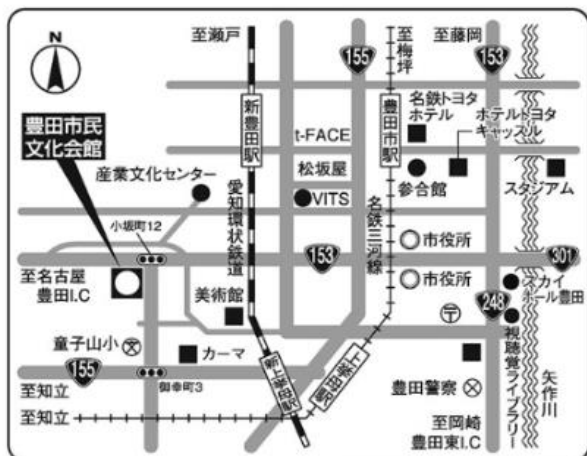 N
至瀬戸
155
至梅坪
至藤岡
153
新豊田駅
豊田市駅
名鉄トヨタ
ホテル
ホテルトヨタ
キャッスル
豊田市民
文化会館
t-FACE
産業文化センター
松坂屋
参合館
スタジアム
VITS
愛知環状鉄道
名鉄三河線
小坂町12
市役所
153
301
至名古屋
豊田I.C
市役所
スカイ
ホール豊田
美術館
〒
248
視聴覚ライブラリー
童子山小
文
カーマ
155
御幸町3
新上挙母駅
上挙母駅
豊田警察
矢作川
至知立
至知立
至岡崎
豊田東I.C